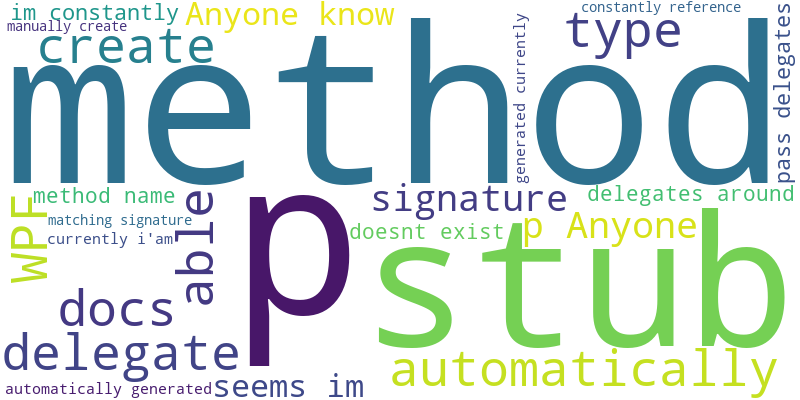 im constantly
Anyone know
constantly reference
manually create
create
type
method
generated currently
pass delegates
WPF
method name
matching signature
currently i'am
able
p
signature
delegates around
doesnt exist
p Anyone
stub
docs
delegate
automatically
automatically generated
seems im